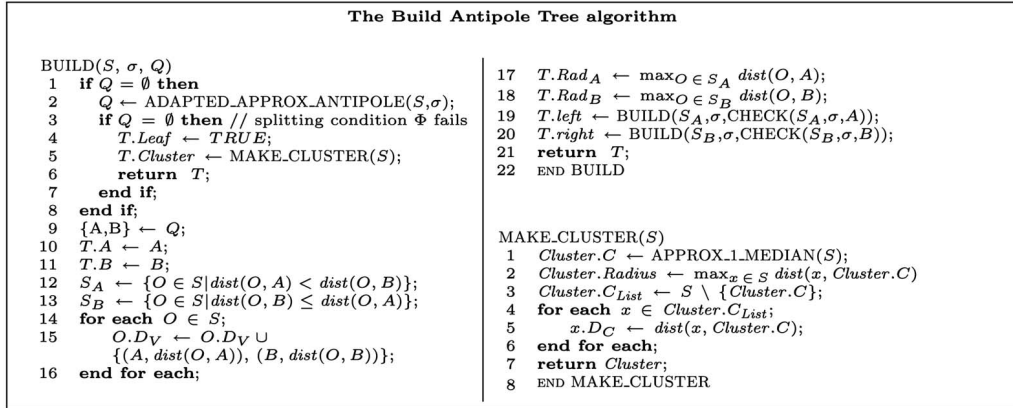 The Build Antipole Tree algorithm
BUILD(S, σ, Q)
1 if Q = ∅ then
2 Q ← ADAPTED_APPROX_ANTIPOLE(S,σ);
3 if Q = ∅ then // splitting condition Φ fails
4 T.Leaf ← TRUE;
5 T.Cluster ← MAKE_CLUSTER(S);
6 return T;
7 end if;
8 end if;
9 {A,B} ← Q;
10 T.A ← A;
11 T.B ← B;
12 S_A ← {O ∈ S|dist(O, A) < dist(O, B)};
13 S_B ← {O ∈ S|dist(O, B) ≤ dist(O, A)};
14 for each O ∈ S;
15 O.D_V ← O.D_V ∪
{(A, dist(O, A)), (B, dist(O, B))};
16 end for each;
17 T.Rad_A ← max_{O ∈ S_A} dist(O, A);
18 T.Rad_B ← max_{O ∈ S_B} dist(O, B);
19 T.left ← BUILD(S_A,σ,CHECK(S_A,σ,A));
20 T.right ← BUILD(S_B,σ,CHECK(S_B,σ,B));
21 return T;
22 END BUILD
MAKE_CLUSTER(S)
1 Cluster.C ← APPROX_1_MEDIAN(S);
2 Cluster.Radius ← max_{x ∈ S} dist(x, Cluster.C)
3 Cluster.C_List ← S \ {Cluster.C};
4 for each x ∈ Cluster.C_List;
5 x.D_C ← dist(x, Cluster.C);
6 end for each;
7 return Cluster;
8 END MAKE_CLUSTER